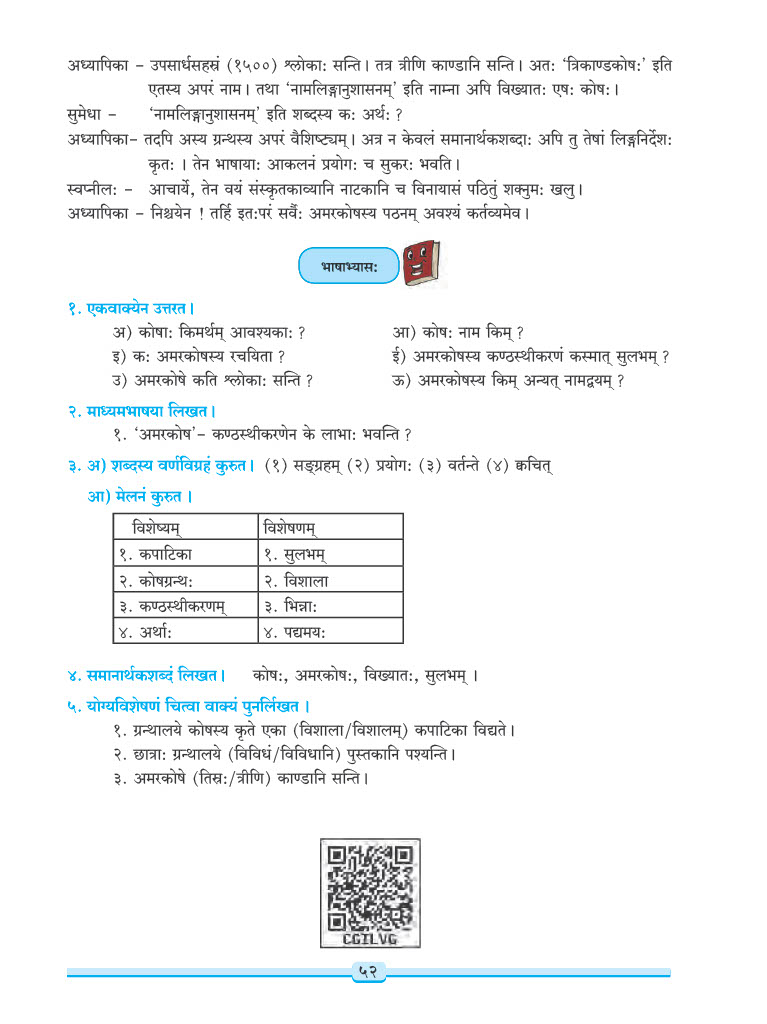 अध्यापिका – उपसार्धसहस्रं (१५००) श्लोका: सन्ति। तत्र त्रीणि काण्डानि सन्ति। अत: ‘त्रिकाण्डकोष:’ इति
एतस्य अपरं नाम। तथा ‘नामलिङ्गानुशासनम्’ इति नाम्ना अपि विख्यात: एष: कोष:।
सुमेधा – ‘नामलिङ्गानुशासनम्’ इति शब्दस्य क: अर्थ: ?
अध्यापिका– तदपि अस्य ग्रन्थस्य अपरं वैशिष्ट्यम्। अत्र न केवलं समानार्थकशब्दा: अपि तु तेषां लिङ्गनिर्देश:
कृत: । तेन भाषाया: आकलनं प्रयोग: च सुकर: भवति।
स्वप्नील: – आचार्ये, तेन वयं संस्कृतकाव्यानि नाटकानि च विनायासं पठितुं शक्नुम: खलु।
अध्यापिका – निश्चयेन ! तर्हि इत:परं सर्वै: अमरकोषस्य पठनम् अवश्यं कर्तव्यमेव।
भाषाभ्यास:
१. एकवाक्येन उत्तरत।
अ) कोषा: किमर्थम् आवश्यका: ? आ) कोष: नाम किम् ?
इ) क: अमरकोषस्य रचयिता ? ई) अमरकोषस्य कण्ठस्थीकरणं कस्मात् सुलभम् ?
उ) अमरकोषे कति श्लोका: सन्ति ? ऊ) अमरकोषस्य किम् अन्यत् नामद्वयम् ?
२. माध्यमभाषया लिखत।
१. ‘अमरकोष’– कण्ठस्थीकरणेन के लाभा: भवन्ति ?
३. अ) शब्दस्य वर्णविग्रहं कुरुत। (१) सङ्ग्रहम् (२) प्रयोग: (३) वर्तन्ते (४) क्वचित्
आ) मेलनं कुरुत ।
विशेष्यम् विशेषणम्
१. कपाटिका १. सुलभम्
२. कोषग्रन्थ: २. विशाला
३. कण्ठस्थीकरणम् ३. भिन्ना:
४. अर्था: ४. पद्यमय:
४. समानार्थकशब्दं लिखत। कोष:, अमरकोष:, विख्यात:, सुलभम् ।
५. योग्यविशेषणं चित्वा वाक्यं पुनर्लिखत ।
१. ग्रन्थालये कोषस्य कृते एका (विशाला/विशालम्) कपाटिका विद्यते।
२. छात्रा: ग्रन्थालये (विविधं/विविधानि) पुस्तकानि पश्यन्ति।
३. अमरकोषे (तिस्र:/त्रीणि) काण्डानि सन्ति।
CGILVG
५२